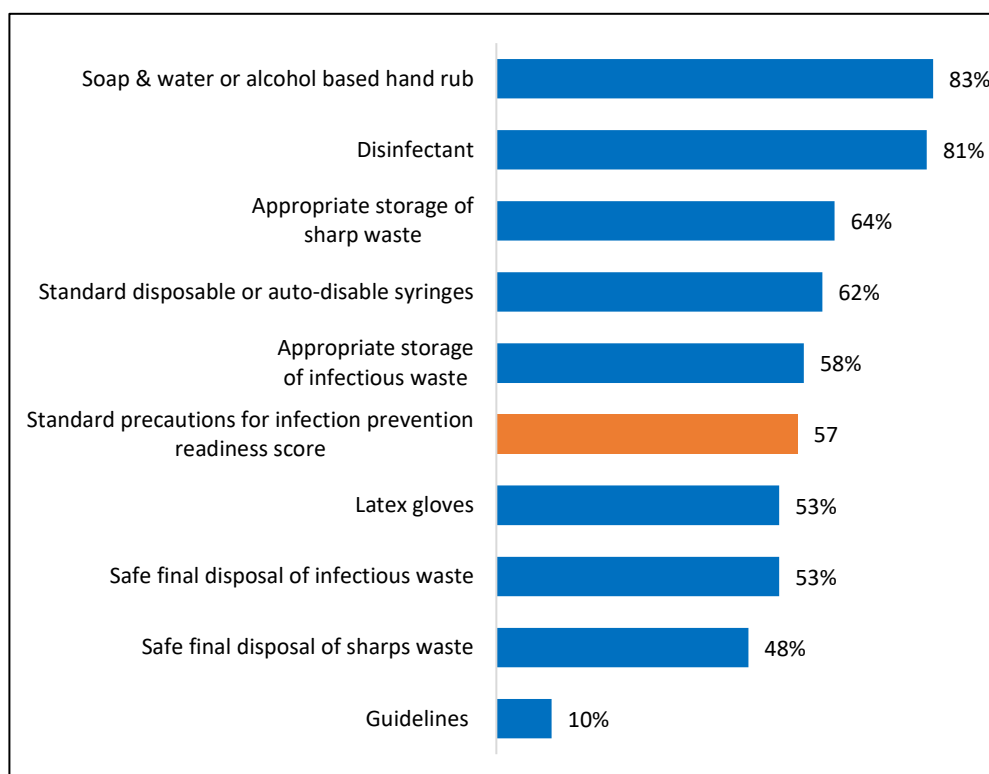 Soap & water or alcohol based hand rub 83%
Disinfectant 81%
Appropriate storage of
sharp waste 64%
Standard disposable or auto-disable syringes 62%
Appropriate storage
of infectious waste 58%
Standard precautions for infection prevention
readiness score 57
Latex gloves 53%
Safe final disposal of infectious waste 53%
Safe final disposal of sharps waste 48%
Guidelines 10%